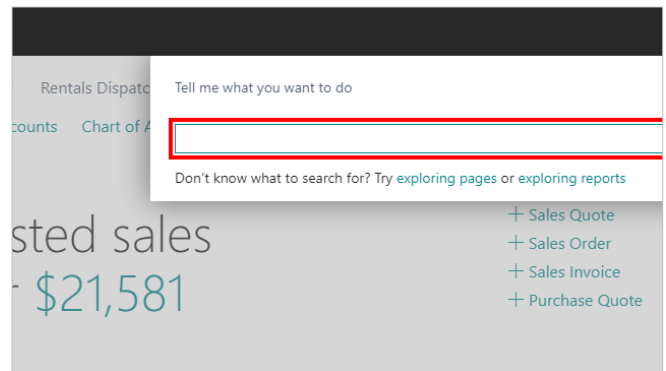 Rentals Dispatc
Tell me what you want to do
counts Chart of A
Don't know what to search for? Try exploring pages or exploring reports
sted sales
r $21,581
+ Sales Quote
+ Sales Order
+ Sales Invoice
+ Purchase Quote